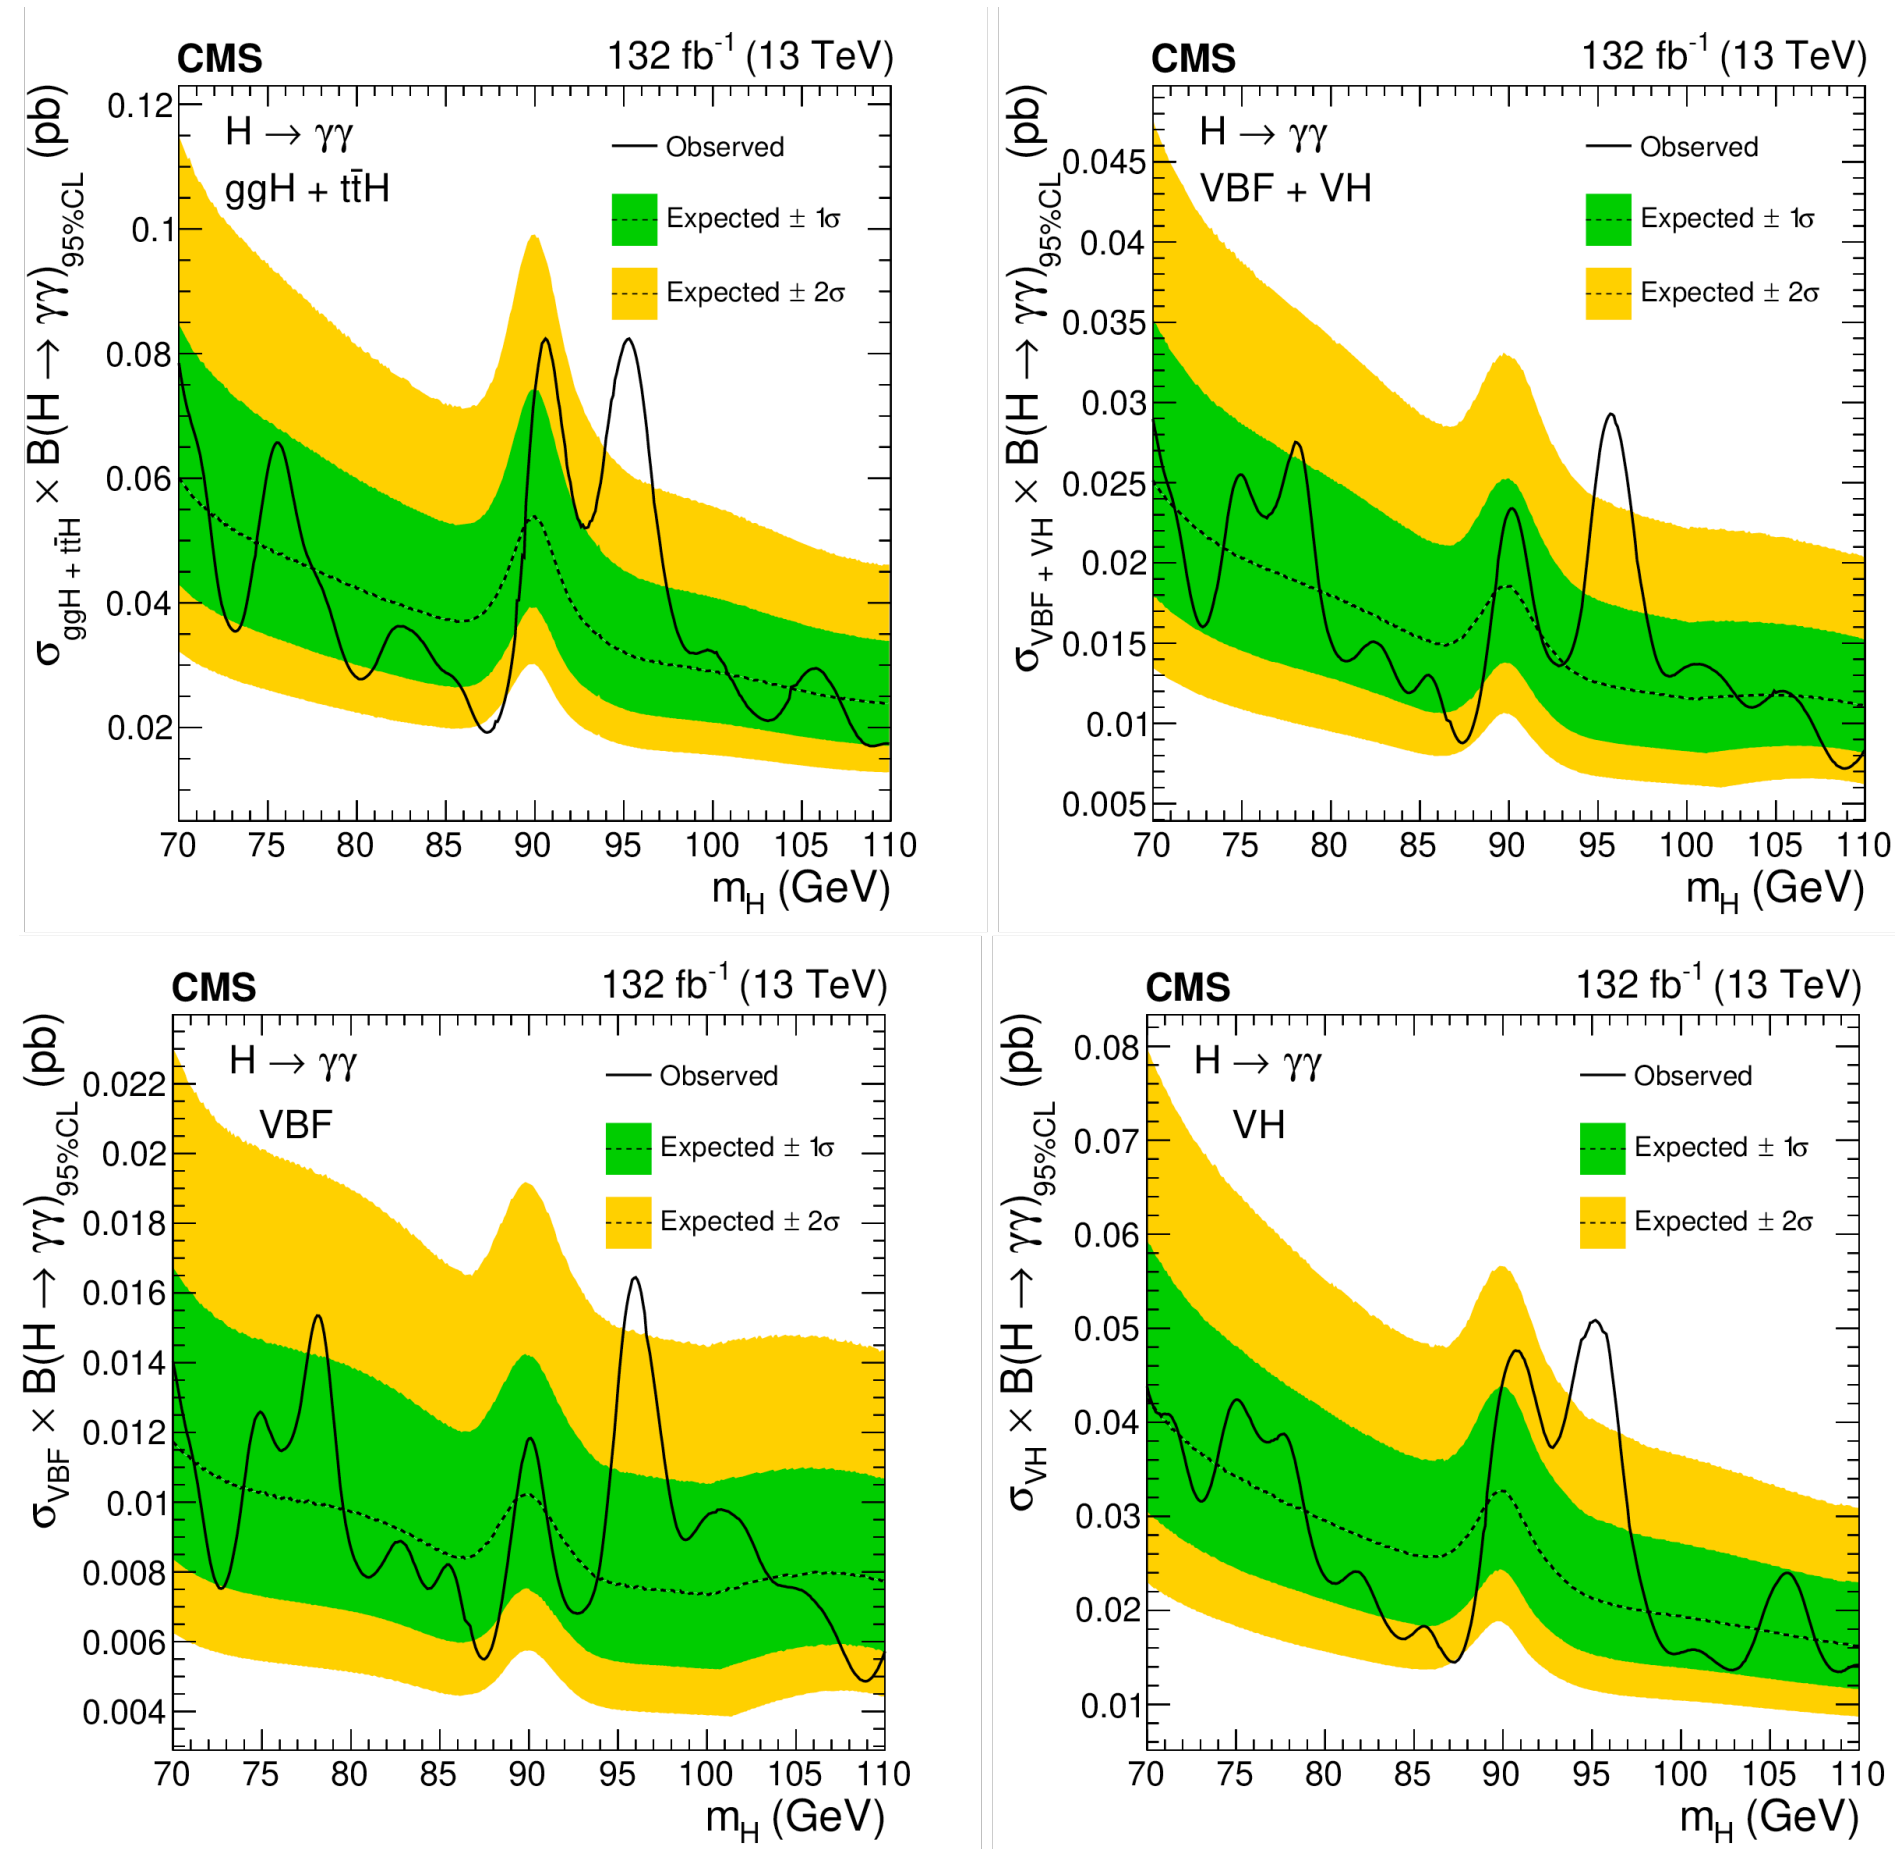 CMS 132 fb-1 (13 TeV)
H → γγ
ggH + tt̄H
Observed
Expected ± 1σ
Expected ± 2σ
σggH + tt̄H × B(H → γγ)95%CL (pb)
0.12
0.1
0.08
0.06
0.04
0.02
70 75 80 85 90 95 100 105 110
mH (GeV)
CMS 132 fb-1 (13 TeV)
H → γγ
VBF + VH
Observed
Expected ± 1σ
Expected ± 2σ
σVBF + VH × B(H → γγ)95%CL (pb)
0.045
0.04
0.035
0.03
0.025
0.02
0.015
0.01
0.005
70 75 80 85 90 95 100 105 110
mH (GeV)
CMS 132 fb-1 (13 TeV)
H → γγ
VBF
Observed
Expected ± 1σ
Expected ± 2σ
σVBF × B(H → γγ)95%CL (pb)
0.022
0.02
0.018
0.016
0.014
0.012
0.01
0.008
0.006
0.004
70 75 80 85 90 95 100 105 110
mH (GeV)
CMS 132 fb-1 (13 TeV)
H → γγ
VH
Observed
Expected ± 1σ
Expected ± 2σ
σVH × B(H → γγ)95%CL (pb)
0.08
0.07
0.06
0.05
0.04
0.03
0.02
0.01
70 75 80 85 90 95 100 105 110
mH (GeV)